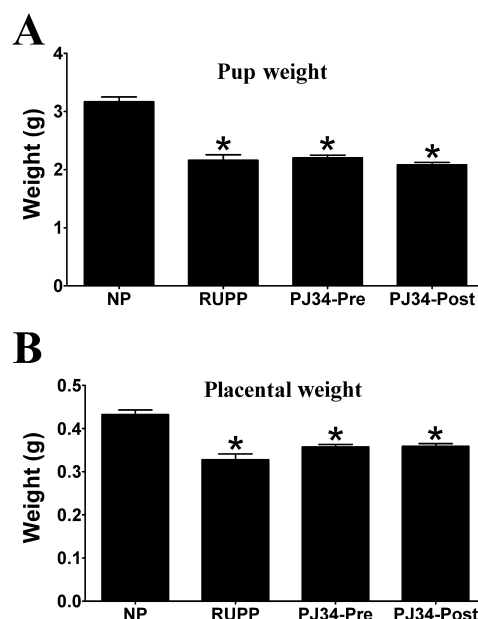 A
Pup weight
Weight (g)
4
3
2
1
0
* * *
NP RUPP PJ34-Pre PJ34-Post
B
Placental weight
Weight (g)
0.5
0.4
0.3
0.2
0.1
0.0
* * *
NP RUPP PJ34-Pre PJ34-Post